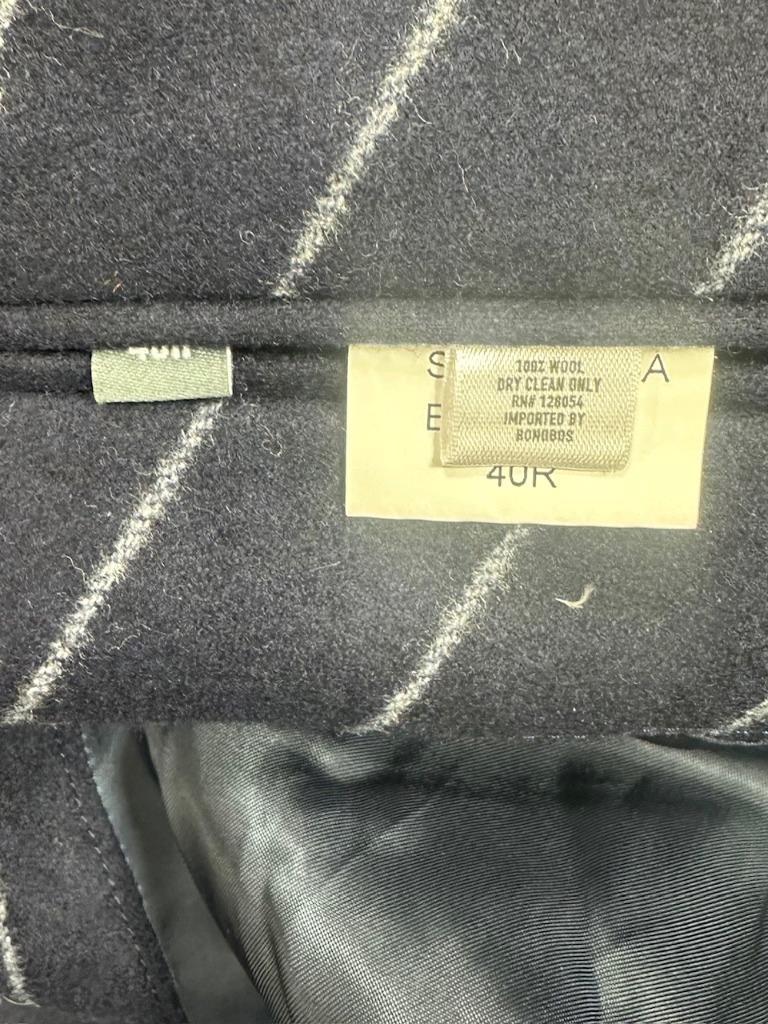 100% WOOL
DRY CLEAN ONLY
RN# 128054
IMPORTED BY
BONOBOS
40R